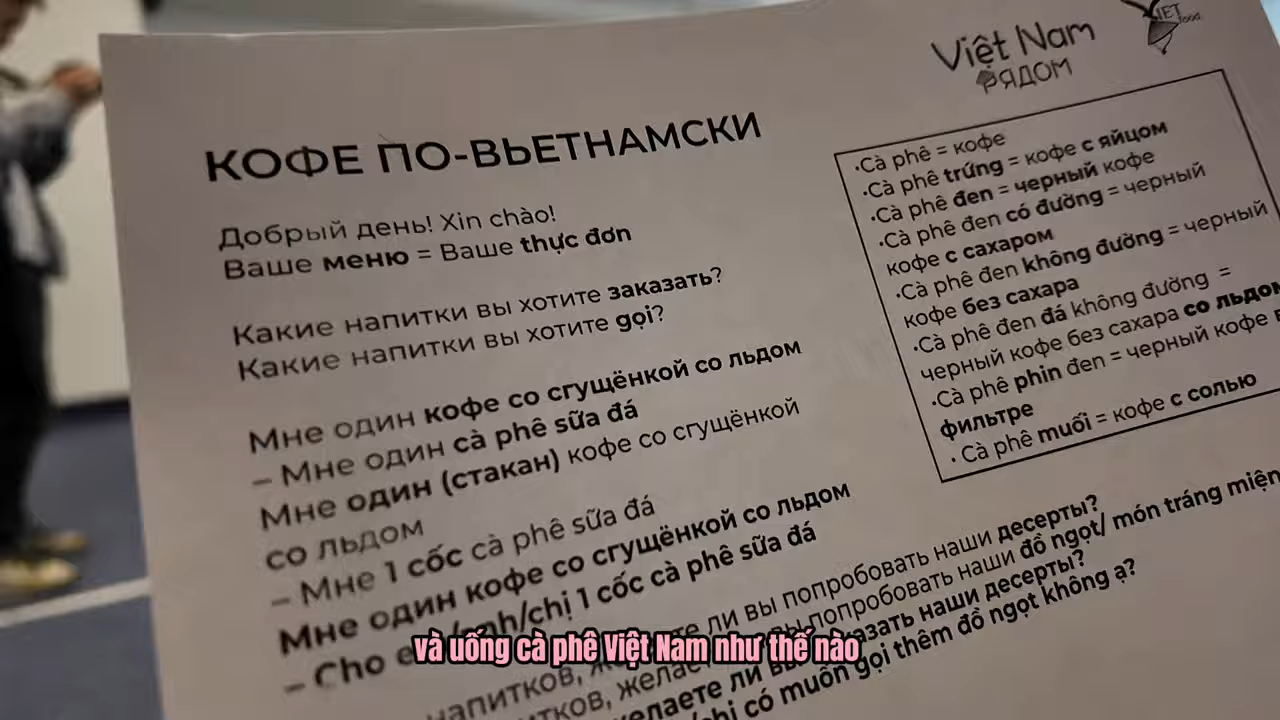 Việt Nam
РЯДОМ
VIET
food
КОФЕ ПО-ВЬЕТНАМСКИ
Добрый день! Xin chào!
Ваше меню = Ваше thực đơn
Какие напитки вы хотите заказать?
Какие напитки вы хотите gọi?
Мне один кофе со сгущёнкой со льдом
– Мне один cà phê sữa đá
Мне один (стакан) кофе со сгущёнкой
со льдом
– Мне 1 cốc cà phê sữa đá
Мне один кофе со сгущёнкой со льдом
– Cho 1 cốc cà phê sữa đá
•Cà phê = кофе
•Cà phê trứng = кофе с яйцом
•Cà phê đen = черный кофе
•Cà phê đen có đường = черный
кофе с сахаром
•Cà phê đen không đường = черный
кофе без сахара
•Cà phê đen đá không đường =
черный кофе без сахара со льдом
•Cà phê phin đen = черный кофе
фильтре
• Cà phê muối = кофе с солью
ли вы попробовать наши десерты?
вы попробовать наши đồ ngọt/ món tráng miệng
наши десерты?
có muốn gọi thêm đồ ngọt không ạ?
và uống cà phê Việt Nam như thế nào